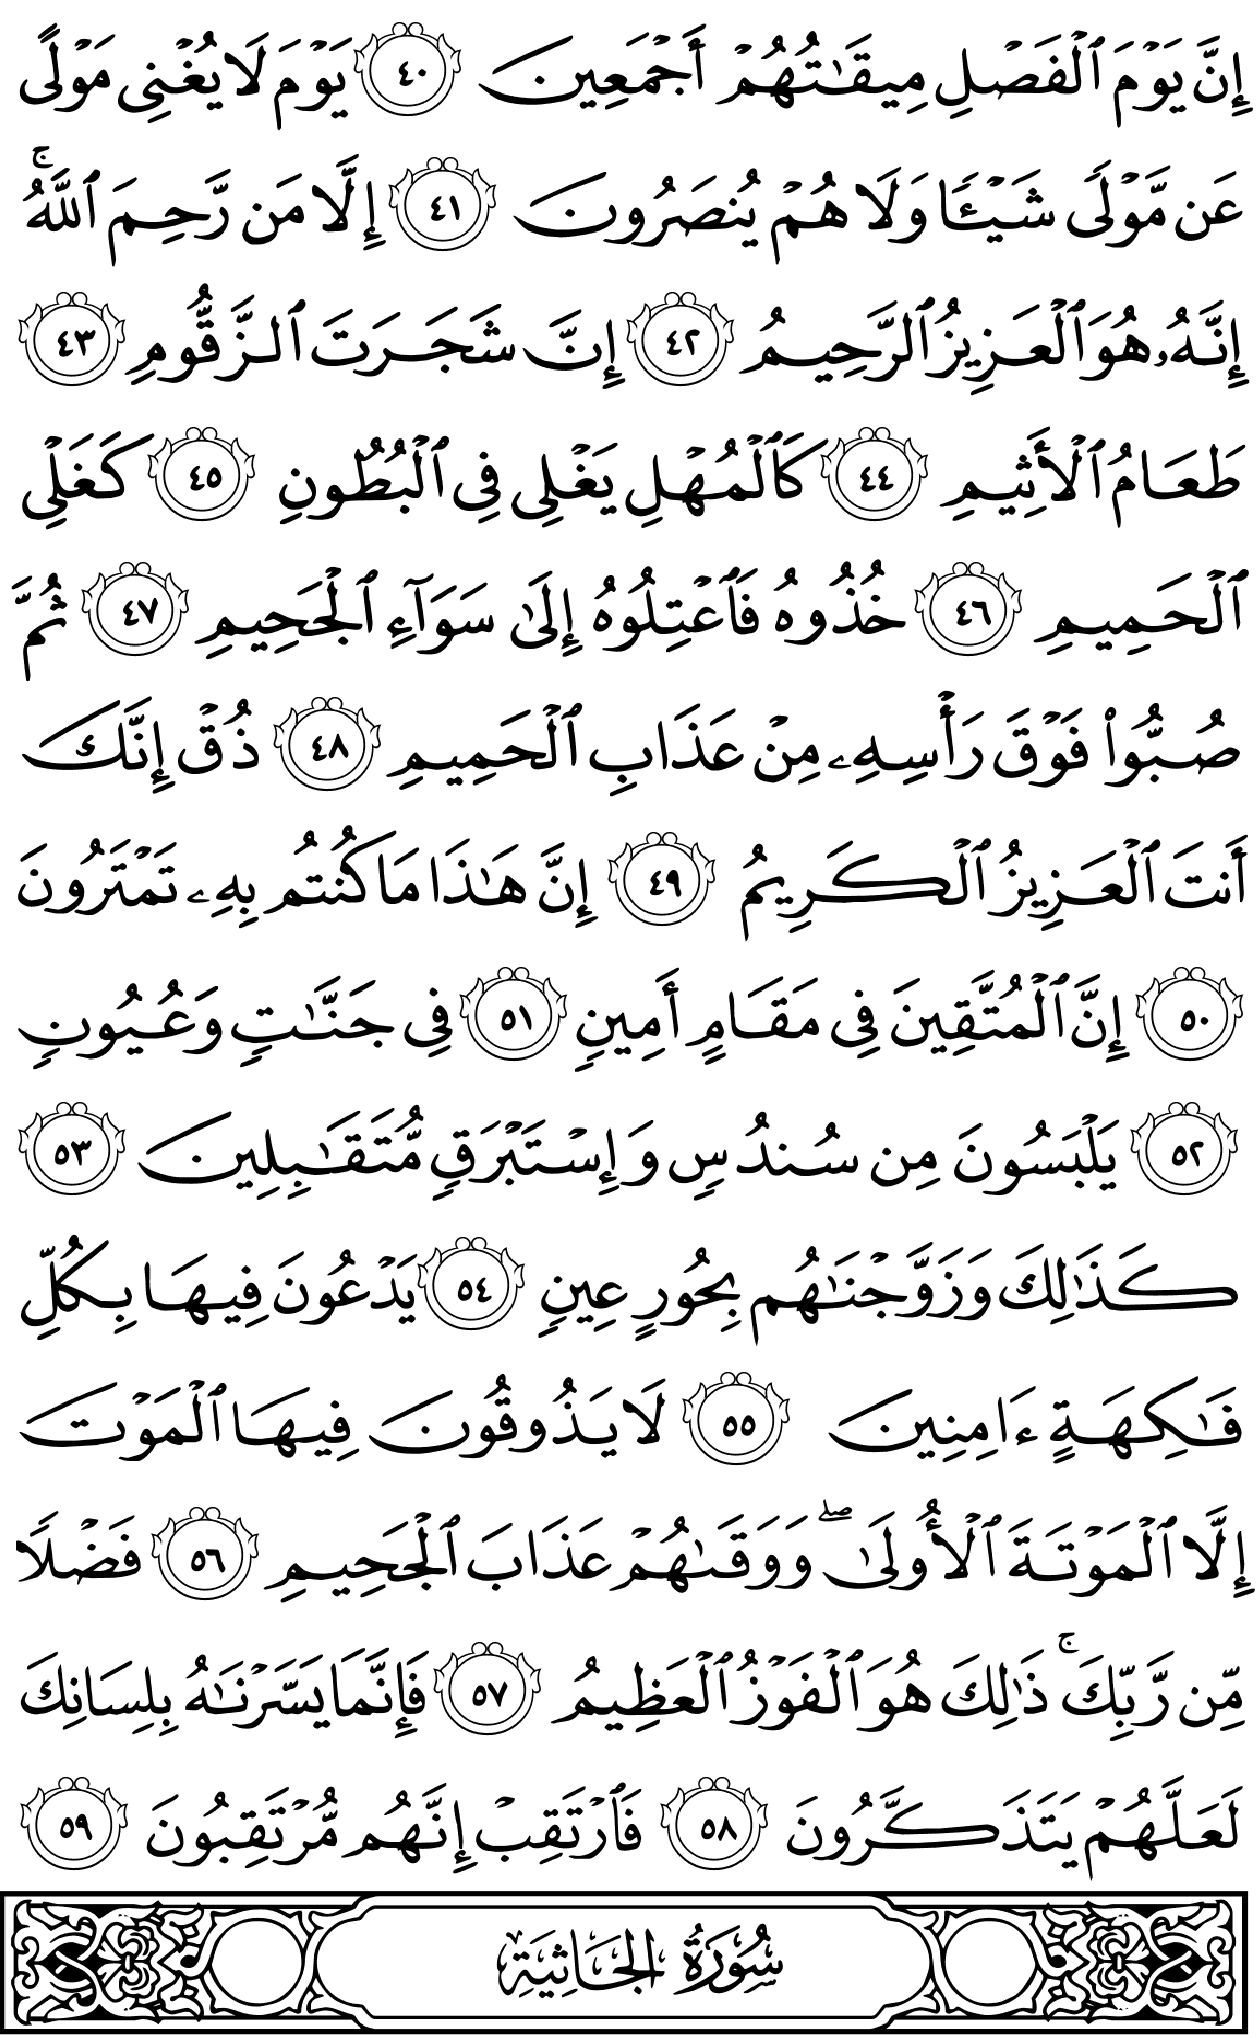 إِنَّ يَوْمَ ٱلْفَصْلِ مِيقَٰتُهُمْ أَجْمَعِينَ ٤٠ يَوْمَ لَا يُغْنِى مَوْلًى
عَن مَّوْلًى شَيْـًٔا وَلَا هُمْ يُنصَرُونَ ٤١ إِلَّا مَن رَّحِمَ ٱللَّهُ ۚ
إِنَّهُۥ هُوَ ٱلْعَزِيزُ ٱلرَّحِيمُ ٤٢ إِنَّ شَجَرَتَ ٱلزَّقُّومِ ٤٣
طَعَامُ ٱلْأَثِيمِ ٤٤ كَٱلْمُهْلِ يَغْلِى فِى ٱلْبُطُونِ ٤٥ كَغَلْىِ
ٱلْحَمِيمِ ٤٦ خُذُوهُ فَٱعْتِلُوهُ إِلَىٰ سَوَآءِ ٱلْجَحِيمِ ٤٧ ثُمَّ
صُبُّوا۟ فَوْقَ رَأْسِهِۦ مِنْ عَذَابِ ٱلْحَمِيمِ ٤٨ ذُقْ إِنَّكَ
أَنتَ ٱلْعَزِيزُ ٱلْكَرِيمُ ٤٩ إِنَّ هَٰذَا مَا كُنتُم بِهِۦ تَمْتَرُونَ
٥٠ إِنَّ ٱلْمُتَّقِينَ فِى مَقَامٍ أَمِينٍ ٥١ فِى جَنَّٰتٍ وَعُيُونٍ
٥٢ يَلْبَسُونَ مِن سُندُسٍ وَإِسْتَبْرَقٍ مُّتَقَٰبِلِينَ ٥٣
كَذَٰلِكَ وَزَوَّجْنَٰهُم بِحُورٍ عِينٍ ٥٤ يَدْعُونَ فِيهَا بِكُلِّ
فَٰكِهَةٍ ءَامِنِينَ ٥٥ لَا يَذُوقُونَ فِيهَا ٱلْمَوْتَ
إِلَّا ٱلْمَوْتَةَ ٱلْأُولَىٰ ۖ وَوَقَىٰهُمْ عَذَابَ ٱلْجَحِيمِ ٥٦ فَضْلًا
مِّن رَّبِّكَ ۚ ذَٰلِكَ هُوَ ٱلْفَوْزُ ٱلْعَظِيمُ ٥٧ فَإِنَّمَا يَسَّرْنَٰهُ بِلِسَانِكَ
لَعَلَّهُمْ يَتَذَكَّرُونَ ٥٨ فَٱرْتَقِبْ إِنَّهُم مُّرْتَقِبُونَ ٥٩
سُورَةُ الجَاثِيَةِ